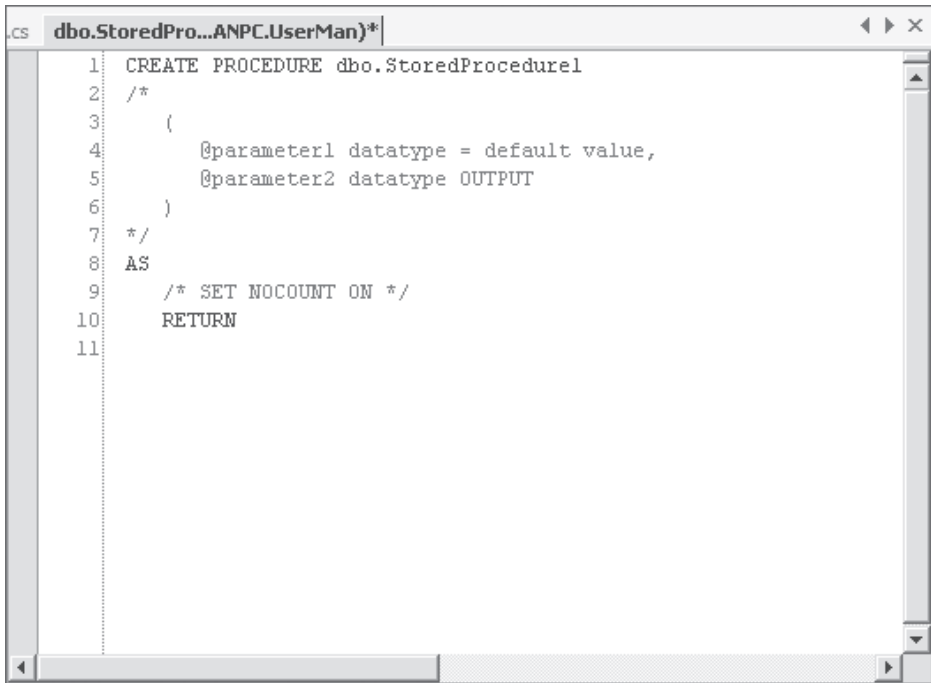 .cs dbo.StoredPro...ANPC.UserMan)*
1 CREATE PROCEDURE dbo.StoredProcedure1
2 /*
3 (
4 @parameter1 datatype = default value,
5 @parameter2 datatype OUTPUT
6 )
7 */
8 AS
9 /* SET NOCOUNT ON */
10 RETURN
11